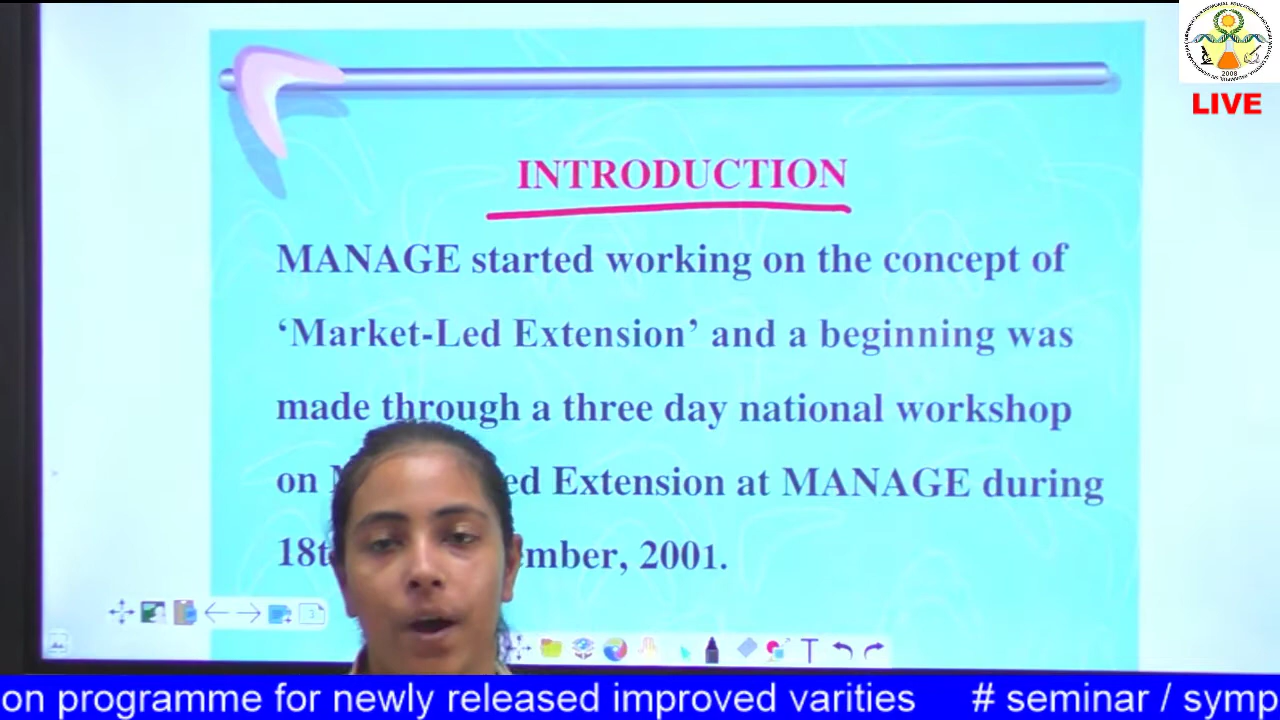 LIVE
INTRODUCTION
MANAGE started working on the concept of
‘Market-Led Extension’ and a beginning was
made through a three day national workshop
on ed Extension at MANAGE during
18t mber, 2001.
on programme for newly released improved varities # seminar / symp
2008